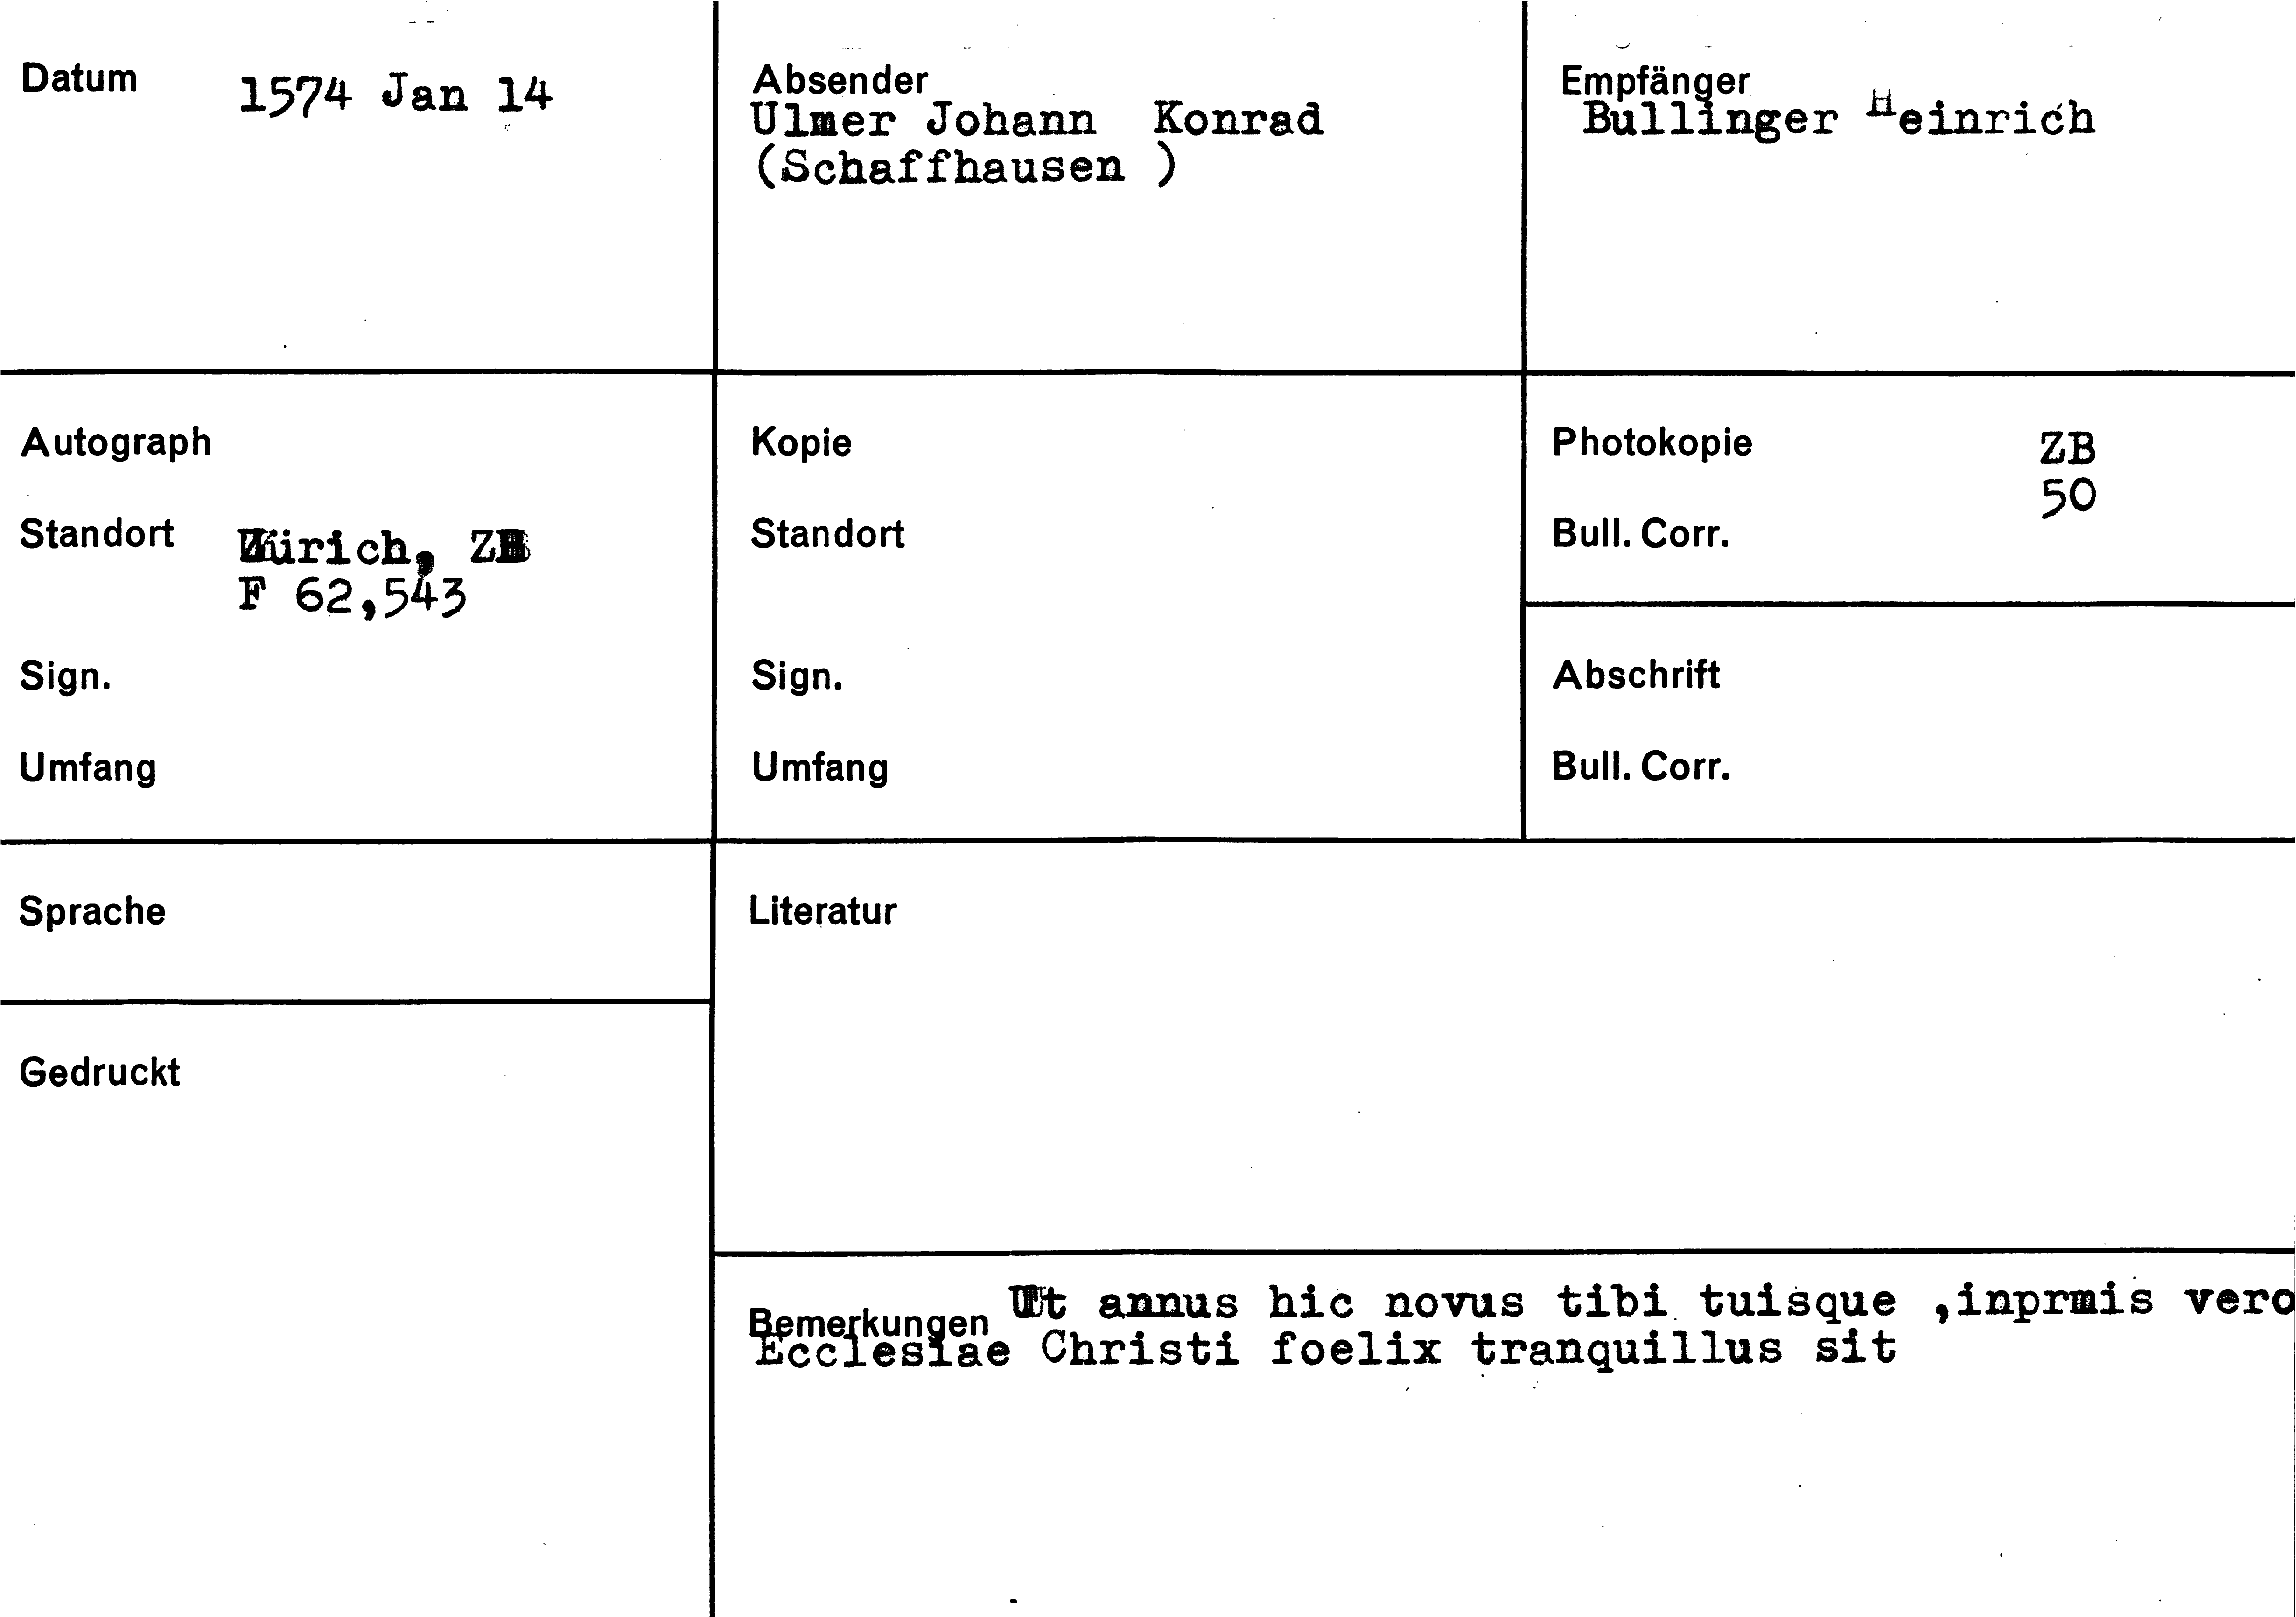 Datum 1574 Jan 14
Absender
Ulmer Johann Konrad
(Schaffhausen )
Empfänger
Bullinger Heinrich
Autograph
Standort Zürich, ZB
F 62,543
Sign.
Umfang
Kopie
Standort
Sign.
Umfang
Photokopie ZB
50
Bull. Corr.
Abschrift
Bull. Corr.
Sprache
Gedruckt
Literatur
Bemerkungen Ut annus hic novus tibi tuisque ,inprmis vero
Ecclesiae Christi foelix tranquillus sit